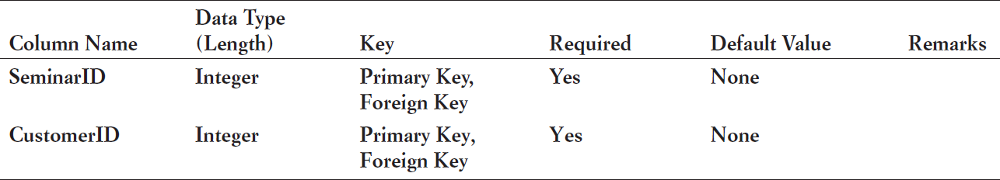 Column Name Data Type (Length) Key Required Default Value Remarks
SeminarID Integer Primary Key, Foreign Key Yes None
CustomerID Integer Primary Key, Foreign Key Yes None